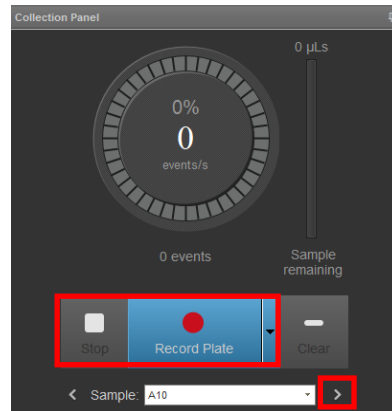 Collection Panel
0 µLs
0%
0
events/s
0 events
Sample
remaining
Stop
Record Plate
Clear
Sample: A10